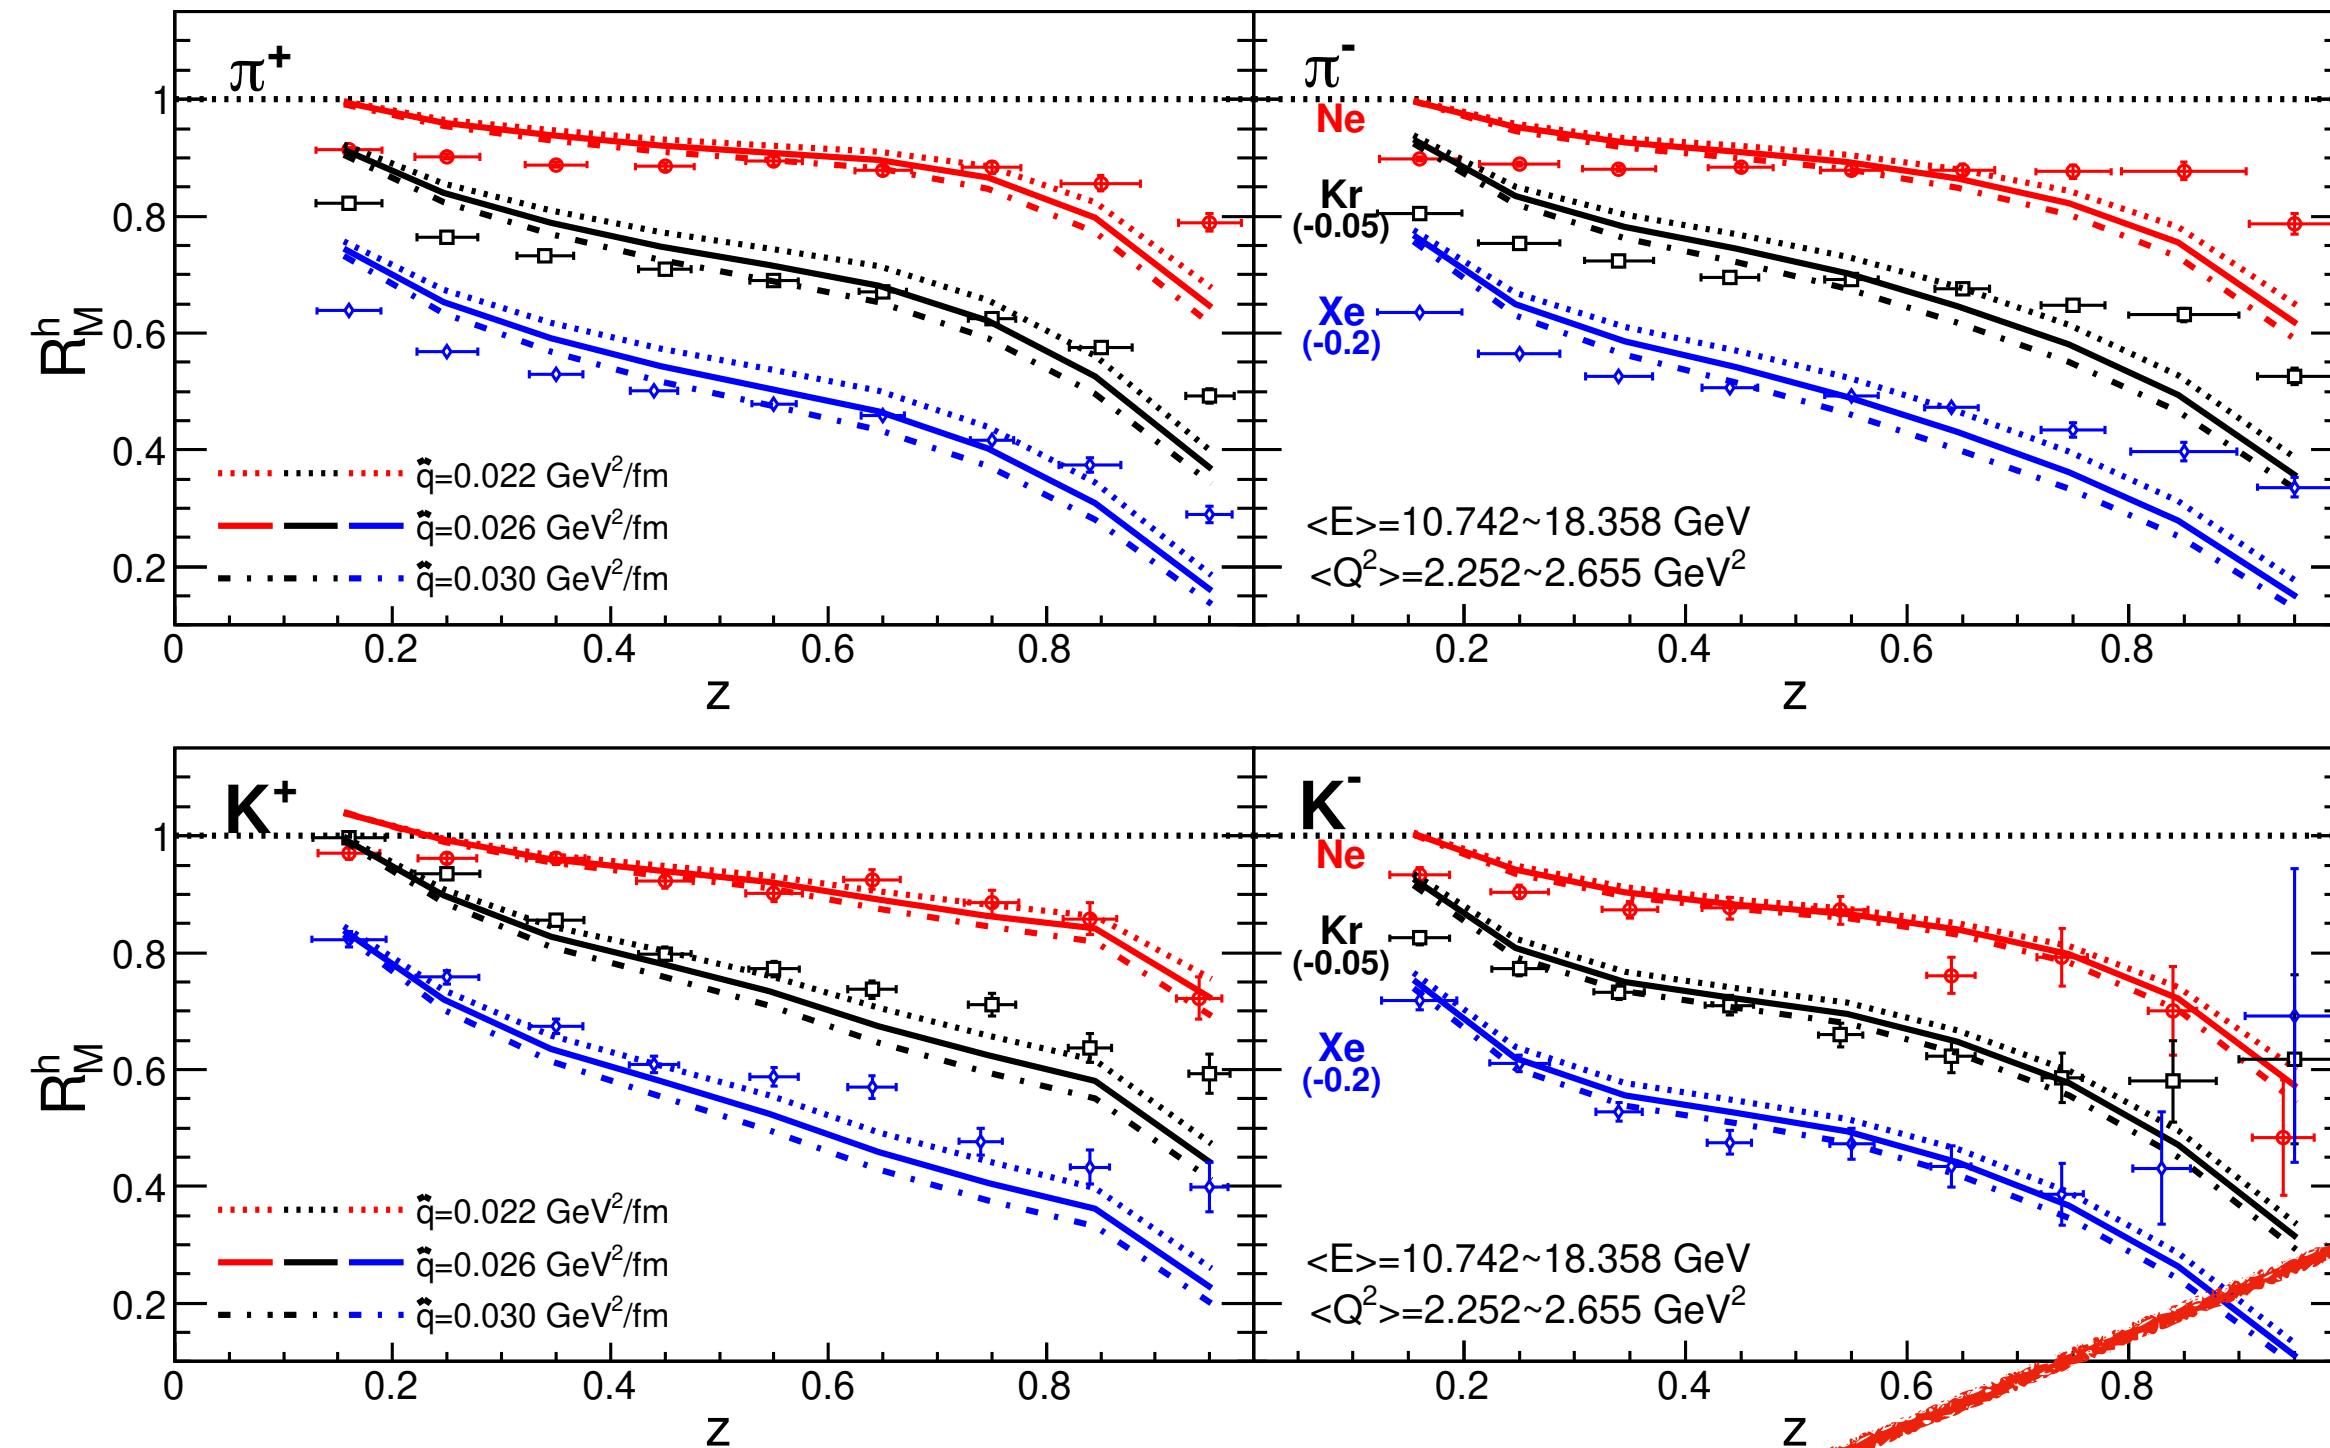 π+ π-
1
Ne
0.8
Kr
(-0.05)
0.6
Xe
(-0.2)
R_M^h
0.4
q̂=0.022 GeV²/fm
q̂=0.026 GeV²/fm
<E>=10.742~18.358 GeV
0.2
q̂=0.030 GeV²/fm
<Q²>=2.252~2.655 GeV²
0 0.2 0.4 0.6 0.8 0.2 0.4 0.6 0.8
z z
K+ K-
1
Ne
0.8
Kr
(-0.05)
0.6
Xe
(-0.2)
R_M^h
0.4
q̂=0.022 GeV²/fm
q̂=0.026 GeV²/fm
<E>=10.742~18.358 GeV
0.2
q̂=0.030 GeV²/fm
<Q²>=2.252~2.655 GeV²
0 0.2 0.4 0.6 0.8 0.2 0.4 0.6 0.8
z z